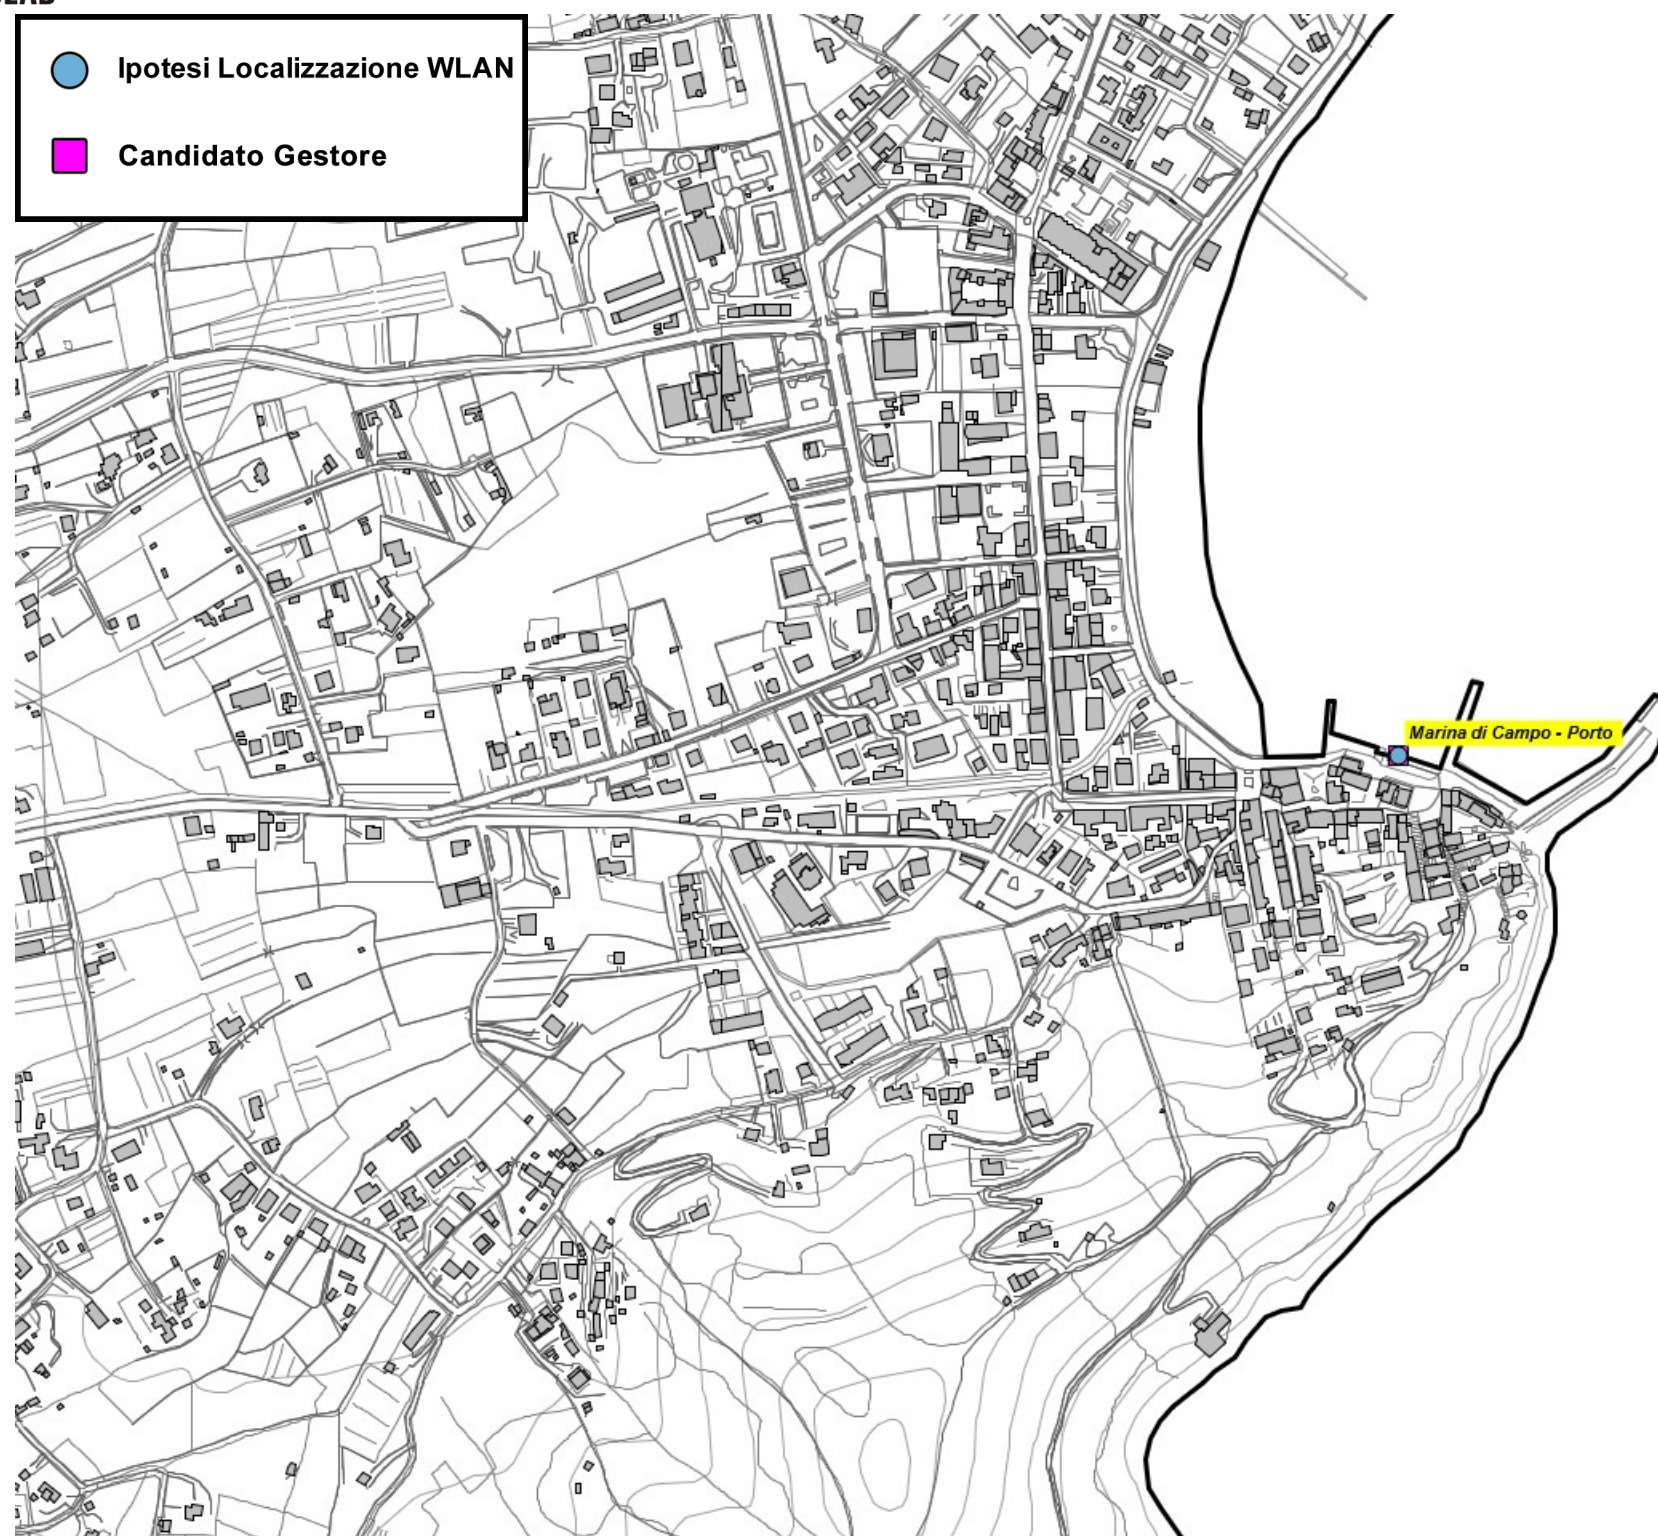 Ipotesi Localizzazione WLAN
Candidato Gestore
Marina di Campo - Porto